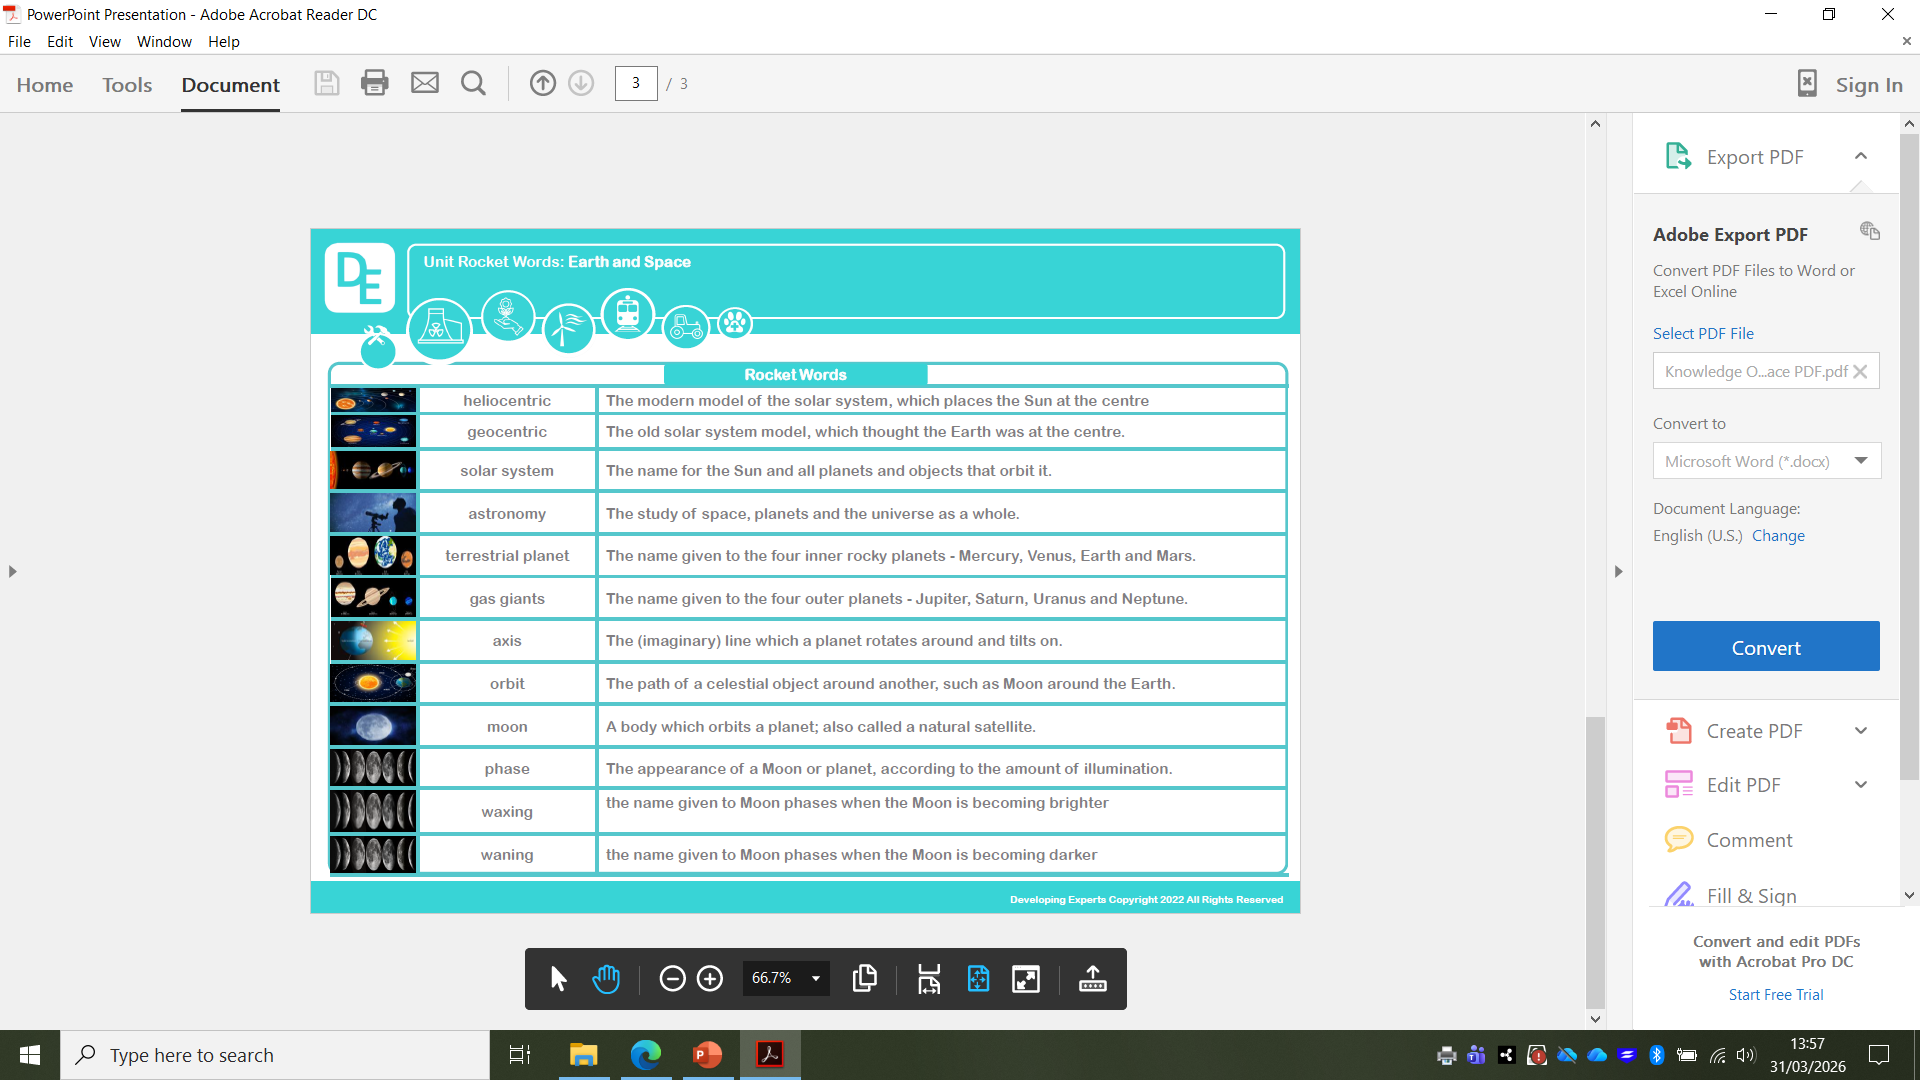 PowerPoint Presentation - Adobe Acrobat Reader DC
File Edit View Window Help
Home Tools Document 3 / 3 Sign In
DE
Unit Rocket Words: Earth and Space
Rocket Words
heliocentric The modern model of the solar system, which places the Sun at the centre
geocentric The old solar system model, which thought the Earth was at the centre.
solar system The name for the Sun and all planets and objects that orbit it.
astronomy The study of space, planets and the universe as a whole.
terrestrial planet The name given to the four inner rocky planets - Mercury, Venus, Earth and Mars.
gas giants The name given to the four outer planets - Jupiter, Saturn, Uranus and Neptune.
axis The (imaginary) line which a planet rotates around and tilts on.
orbit The path of a celestial object around another, such as Moon around the Earth.
moon A body which orbits a planet; also called a natural satellite.
phase The appearance of a Moon or planet, according to the amount of illumination.
waxing the name given to Moon phases when the Moon is becoming brighter
waning the name given to Moon phases when the Moon is becoming darker
Developing Experts Copyright 2022 All Rights Reserved
66.7%
Export PDF
Adobe Export PDF
Convert PDF Files to Word or
Excel Online
Select PDF File
Knowledge O...ace PDF.pdf
Convert to
Microsoft Word (*.docx)
Document Language:
English (U.S.) Change
Convert
Create PDF
Edit PDF
Comment
Fill & Sign
Convert and edit PDFs
with Acrobat Pro DC
Start Free Trial
Type here to search
13:57
31/03/2026